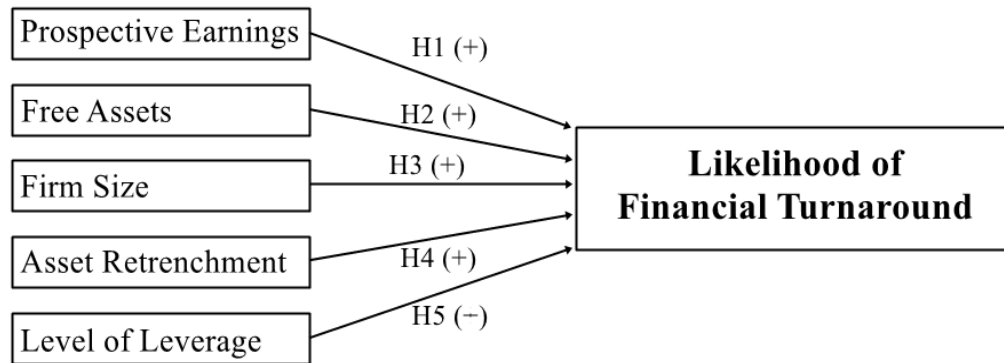 Prospective Earnings
H1 (+)
Free Assets
H2 (+)
Firm Size
H3 (+)
Likelihood of
Financial Turnaround
Asset Retrenchment
H4 (+)
Level of Leverage
H5 (−)